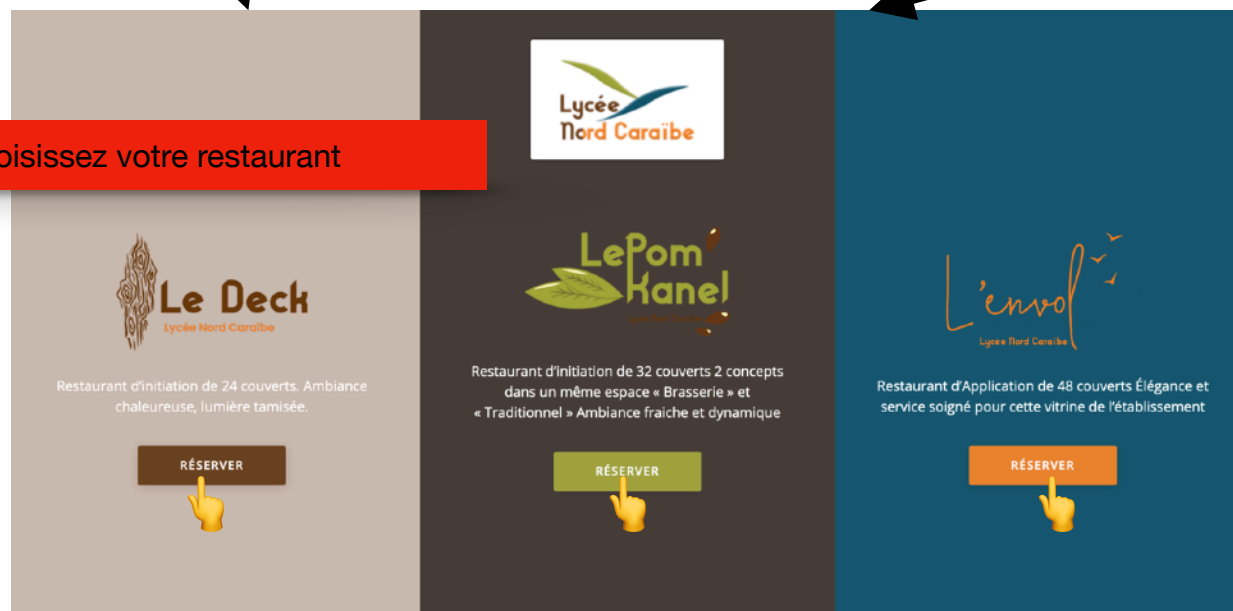 Lycée
Nord Caraïbe
oisissez votre restaurant
Le Deck
Lycée Nord Caraïbe
Restaurant d'initiation de 24 couverts. Ambiance
chaleureuse, lumière tamisée.
RÉSERVER
LePom'
Kanel
Restaurant d'initiation de 32 couverts 2 concepts
dans un même espace « Brasserie » et
« Traditionnel » Ambiance fraiche et dynamique
RÉSERVER
L'envol
Lycée Nord Caraïbe
Restaurant d'Application de 48 couverts Élégance et
service soigné pour cette vitrine de l'établissement
RÉSERVER